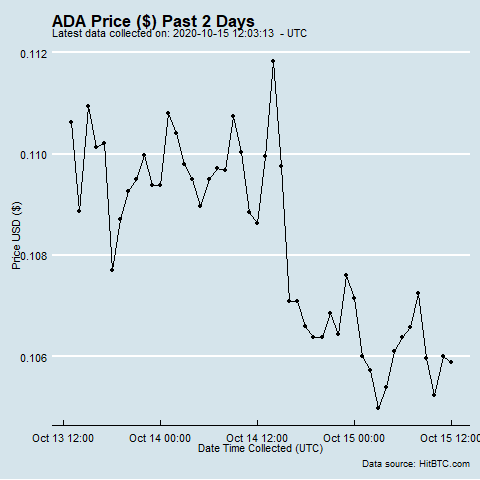 ADA Price ($) Past 2 Days
Latest data collected on: 2020-10-15 12:03:13  - UTC
0.112
0.110
0.108
0.106
Price USD ($)
Oct 13 12:00 Oct 14 00:00 Oct 14 12:00 Oct 15 00:00 Oct 15 12:00
Date Time Collected (UTC)
Data source: HitBTC.com